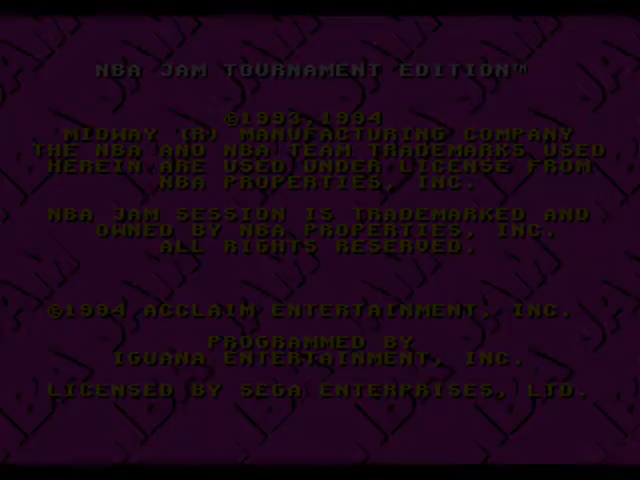 NBA JAM TOURNAMENT EDITION™
©1993,1994
MIDWAY (R) MANUFACTURING COMPANY
THE NBA AND NBA TEAM TRADEMARKS USED
HEREIN ARE USED UNDER LICENSE FROM
NBA PROPERTIES, INC.
NBA JAM SESSION IS TRADEMARKED AND
OWNED BY NBA PROPERTIES, INC.
ALL RIGHTS RESERVED.
©1994 ACCLAIM ENTERTAINMENT, INC.
PROGRAMMED BY
IGUANA ENTERTAINMENT, INC.
LICENSED BY SEGA ENTERPRISES, LTD.